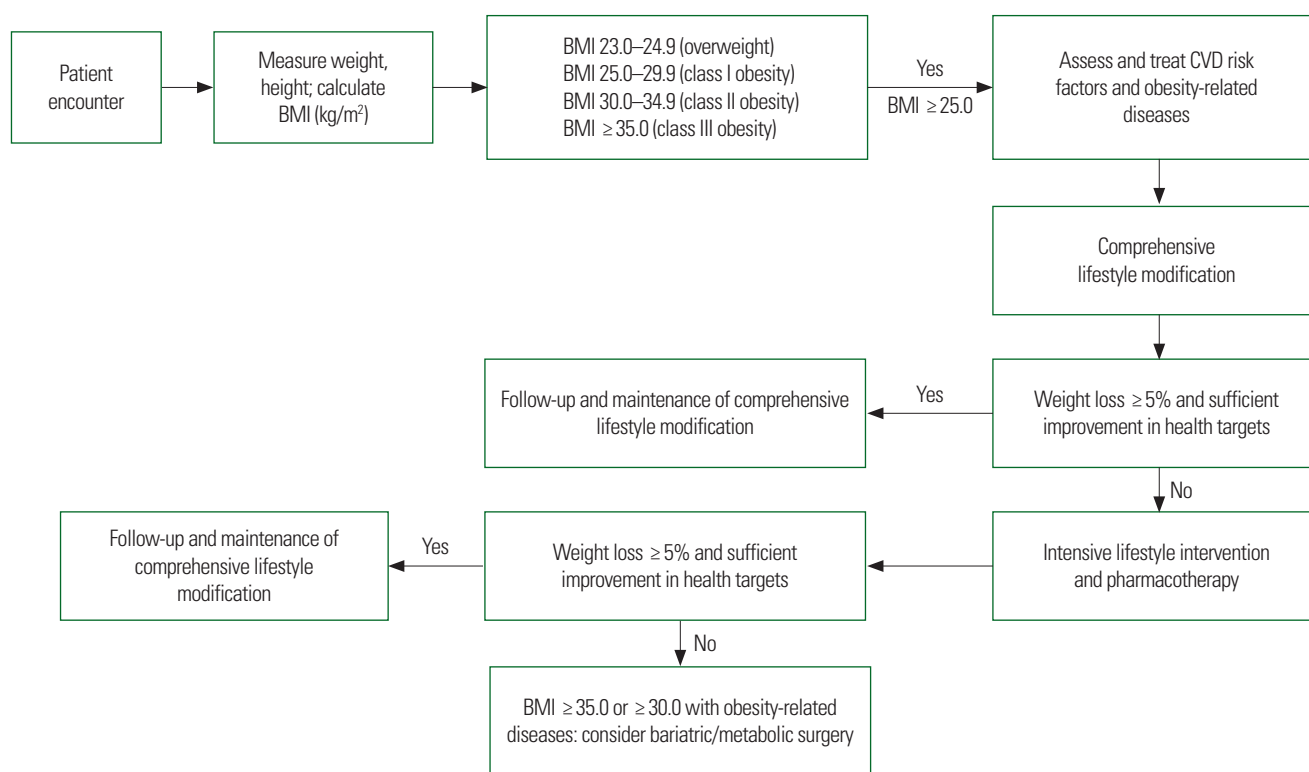 Patient
encounter
Measure weight,
height; calculate
BMI (kg/m²)
BMI 23.0–24.9 (overweight)
BMI 25.0–29.9 (class I obesity)
BMI 30.0–34.9 (class II obesity)
BMI ≥ 35.0 (class III obesity)
Yes
BMI ≥ 25.0
Assess and treat CVD risk
factors and obesity-related
diseases
Comprehensive
lifestyle modification
Weight loss ≥ 5% and sufficient
improvement in health targets
Yes
Follow-up and maintenance of comprehensive
lifestyle modification
No
Intensive lifestyle intervention
and pharmacotherapy
Weight loss ≥ 5% and sufficient
improvement in health targets
Yes
Follow-up and maintenance of
comprehensive lifestyle
modification
No
BMI ≥ 35.0 or ≥ 30.0 with obesity-related
diseases: consider bariatric/metabolic surgery